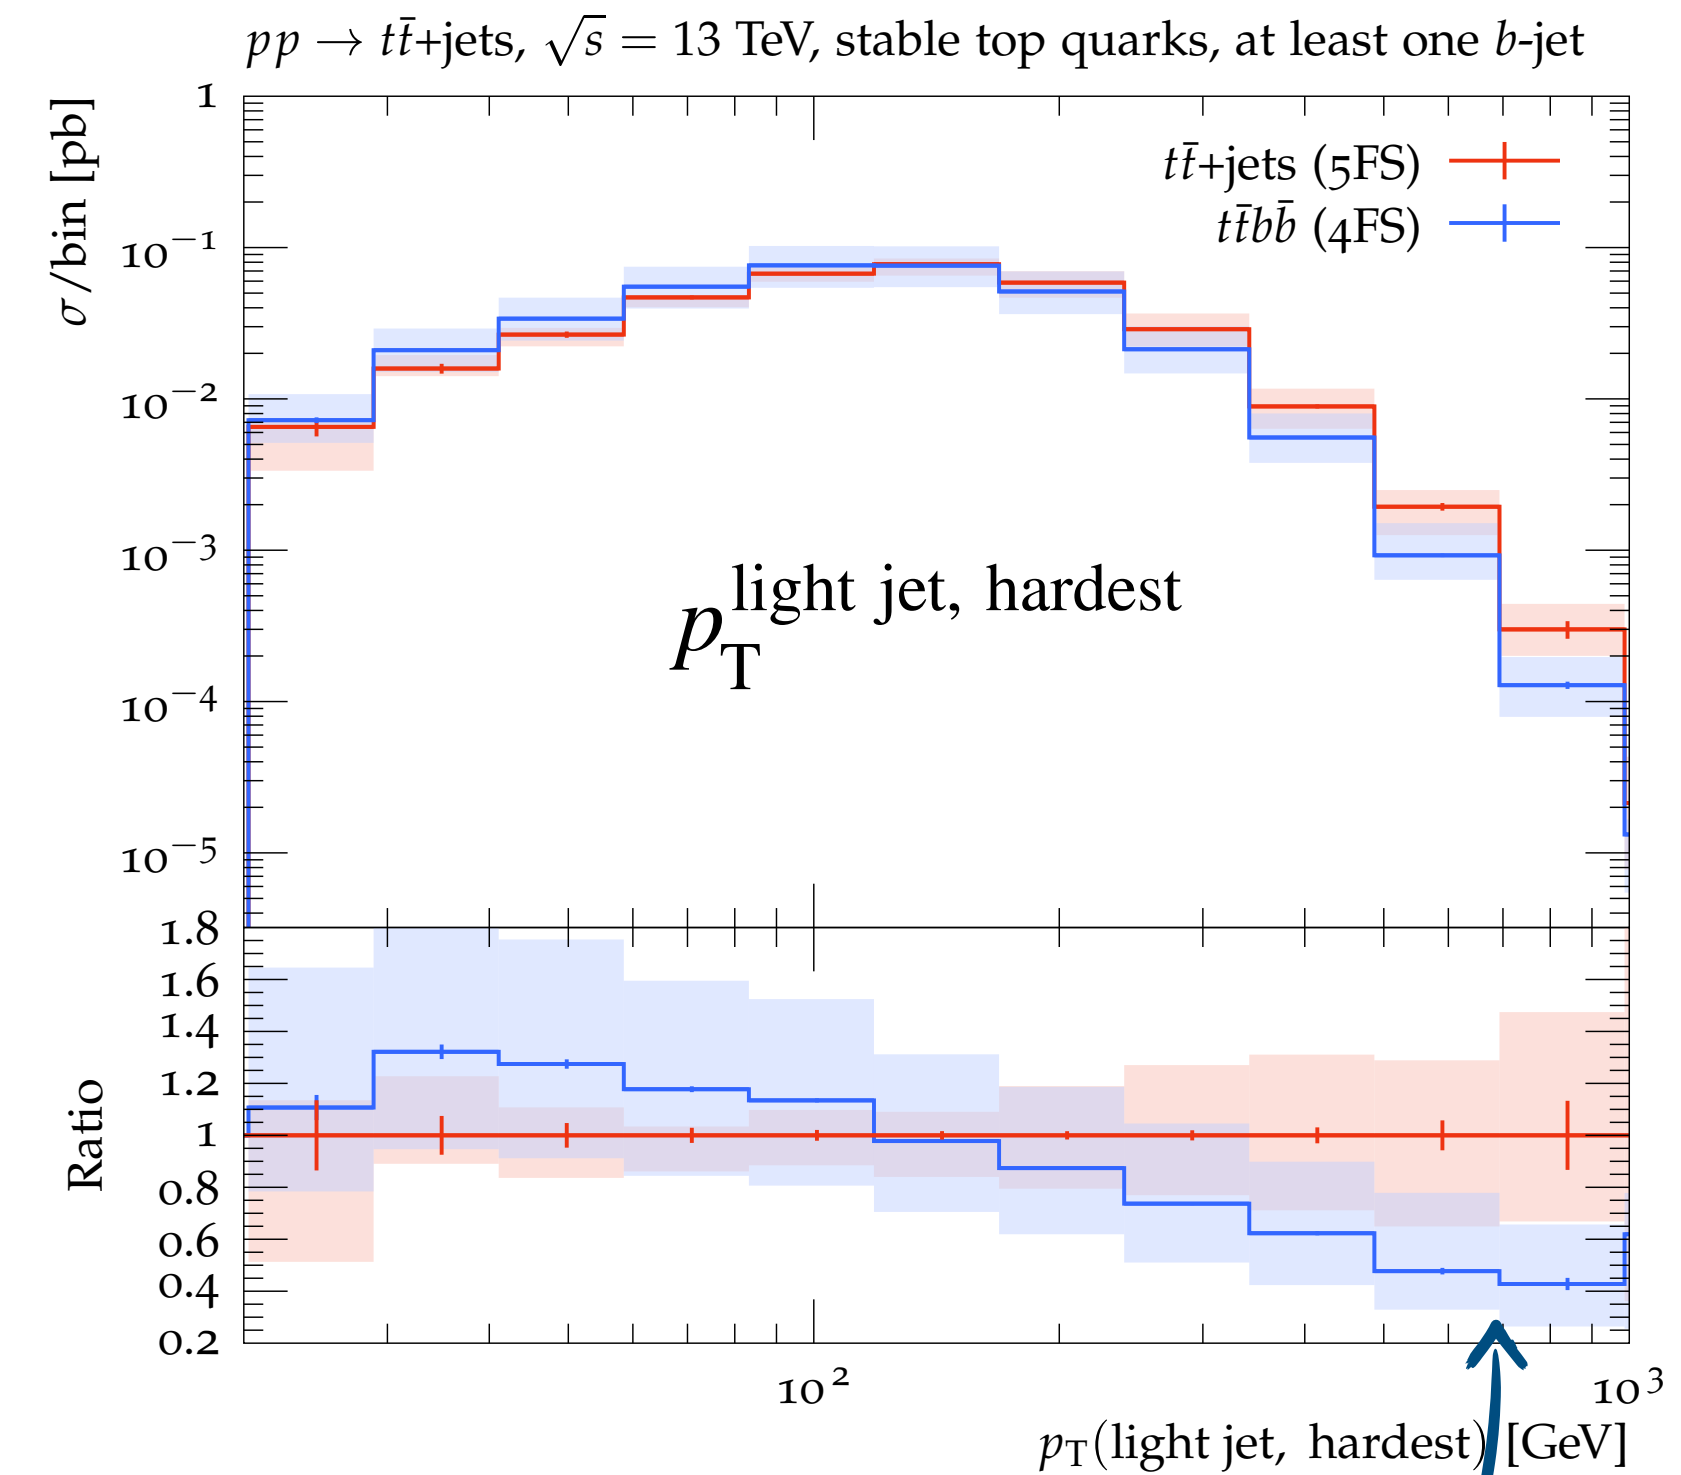 pp → tt̄+jets, √s = 13 TeV, stable top quarks, at least one b-jet
σ/bin [pb]
1
10⁻¹
10⁻²
10⁻³
10⁻⁴
10⁻⁵
tt̄+jets (5FS)
tt̄bb̄ (4FS)
p_T^light jet, hardest
Ratio
1.8
1.6
1.4
1.2
1
0.8
0.6
0.4
0.2
10² 10³
p_T(light jet, hardest) [GeV]